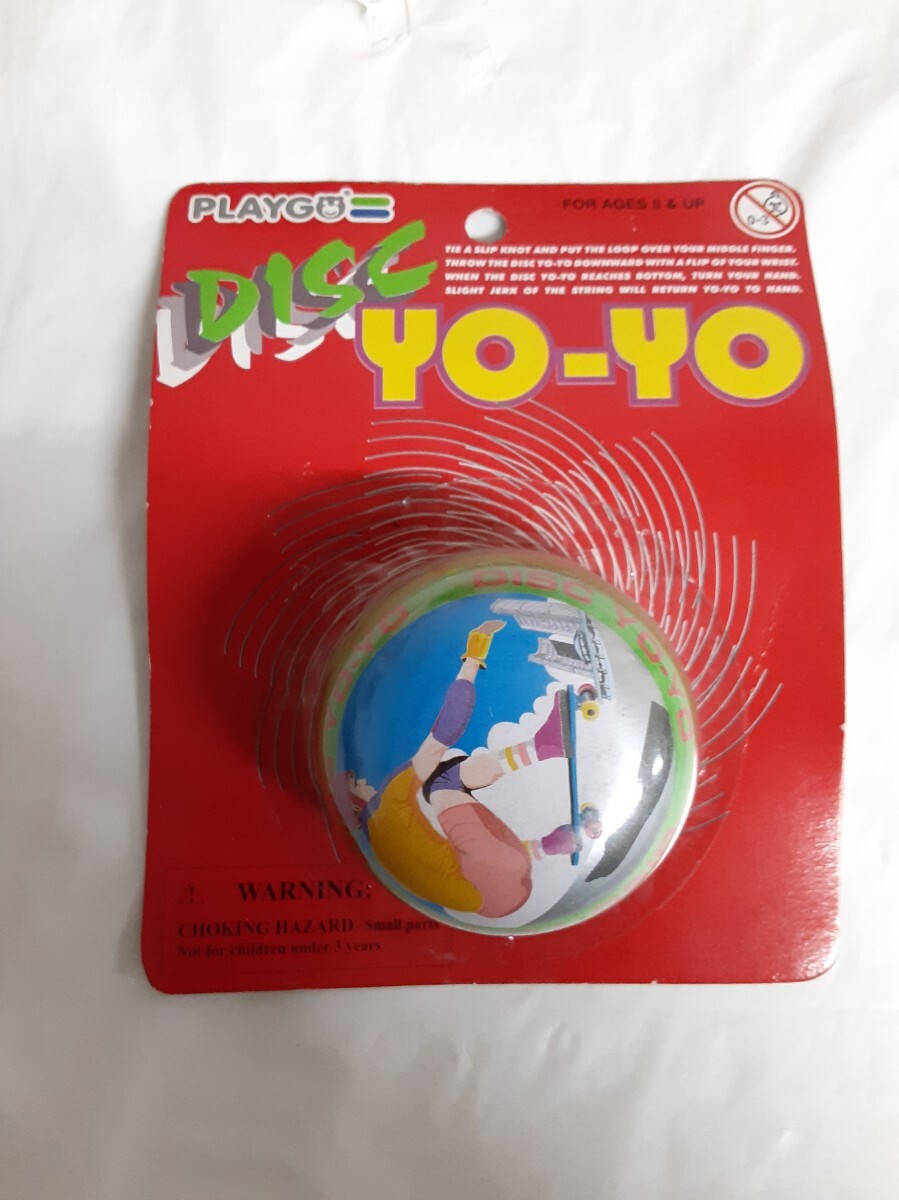 PLAYGO
FOR AGES 5 & UP
0-3
TIE A SLIP KNOT AND PUT THE LOOP OVER YOUR MIDDLE FINGER,
THROW THE DISC YO-YO DOWNWARD WITH A FLIP OF YOUR WRIST.
WHEN THE DISC YO-YO REACHES BOTTOM, TURN YOUR HAND.
SLIGHT JERK OF THE STRING WILL RETURN YO-YO TO HAND.
DISC
YO-YO
DISC YO-YO
WARNING:
CHOKING HAZARD- Small parts
Not for children under 3 years